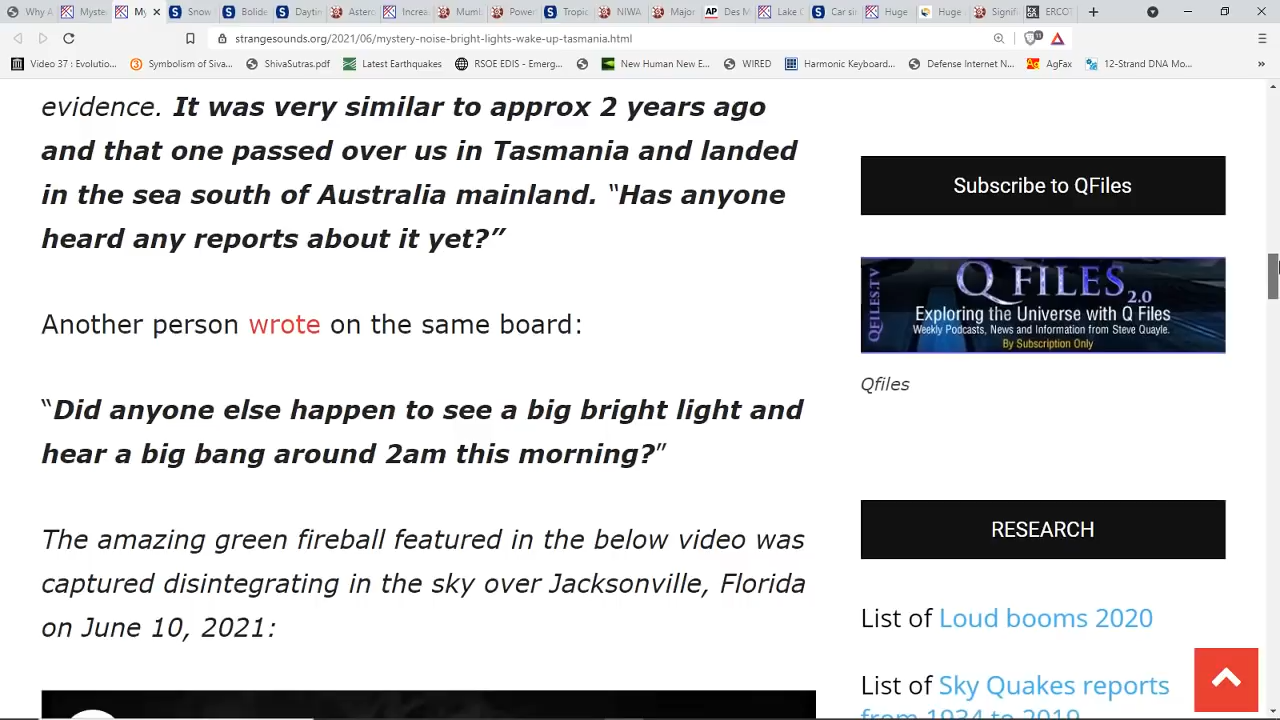 Why A
Myster
My
Snow
Bolide
Dayti
Astero
Increa
Mumb
Power
Tropic
NIWA
Major
AP Des M
Lake C
Car si
Huge
Huge
Signifi
ERCOT
strangesounds.org/2021/06/mystery-noise-bright-lights-wake-up-tasmania.html
Video 37 : Evolutio...
Symbolism of Siva...
ShivaSutras.pdf
Latest Earthquakes
RSOE EDIS - Emerg...
New Human New E...
WIRED
Harmonic Keyboard...
Defense Internet N...
AgFax
12-Strand DNA Mo...
evidence. It was very similar to approx 2 years ago
and that one passed over us in Tasmania and landed
in the sea south of Australia mainland. “Has anyone
heard any reports about it yet?”
Another person wrote on the same board:
“Did anyone else happen to see a big bright light and
hear a big bang around 2am this morning?”
The amazing green fireball featured in the below video was
captured disintegrating in the sky over Jacksonville, Florida
on June 10, 2021:
Subscribe to QFiles
QFILES.TV
Q FILES 2.0
Exploring the Universe with Q Files
Weekly Podcasts, News and Information from Steve Quayle.
By Subscription Only
Qfiles
RESEARCH
List of Loud booms 2020
List of Sky Quakes reports
from 1934 to 2019